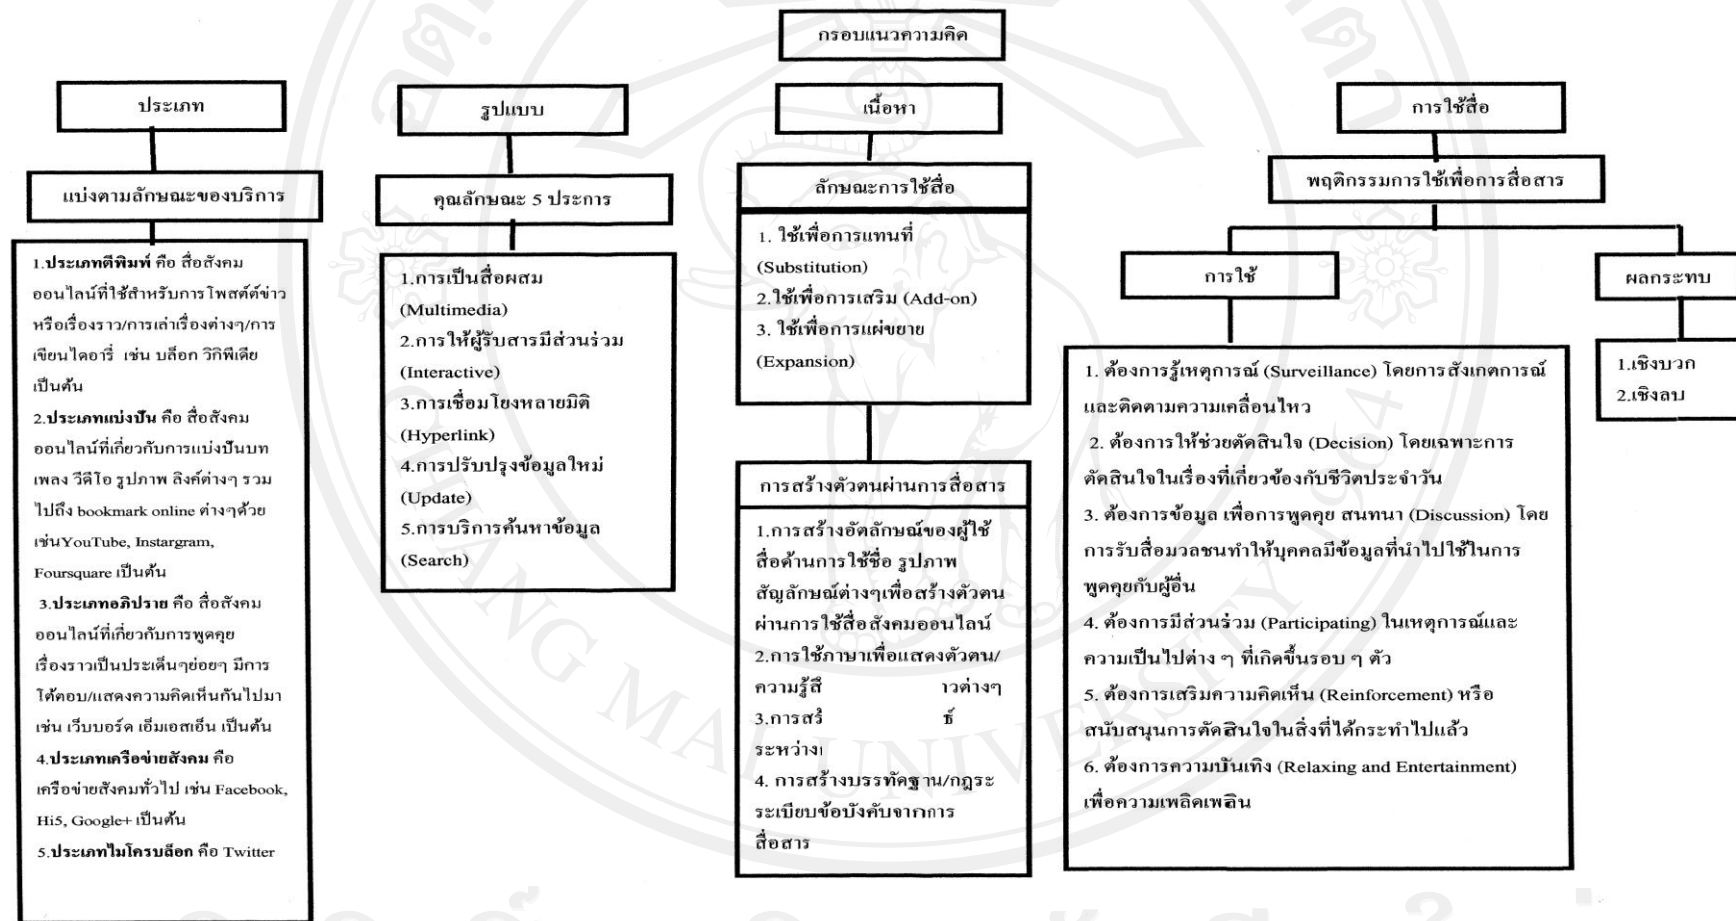 กรอบแนวความคิด
ประเภท
แบ่งตามลักษณะของบริการ
1.ประเภทตีพิมพ์ คือ สื่อสังคม
ออนไลน์ที่ใช้สำหรับการโพสต์ต์ข่าว
หรือเรื่องราว/การเล่าเรื่องต่างๆ/การ
เขียนไดอารี่ เช่น บล็อก วิกิพีเดีย
เป็นต้น
2.ประเภทแบ่งปัน คือ สื่อสังคม
ออนไลน์ที่เกี่ยวกับการแบ่งปันบท
เพลง วีดีโอ รูปภาพ ลิงค์ต่างๆ รวม
ไปถึง bookmark online ต่างๆด้วย
เช่นYouTube, Instargram,
Foursquare เป็นต้น
3.ประเภทอภิปราย คือ สื่อสังคม
ออนไลน์ที่เกี่ยวกับการพูดคุย
เรื่องราวเป็นประเด็นๆย่อยๆ มีการ
โต้ตอบ/แสดงความคิดเห็นกันไปมา
เช่น เว็บบอร์ด เอ็มเอสเอ็น เป็นต้น
4.ประเภทเครือข่ายสังคม คือ
เครือข่ายสังคมทั่วไป เช่น Facebook,
Hi5, Google+ เป็นต้น
5.ประเภทไมโครบล็อก คือ Twitter
รูปแบบ
คุณลักษณะ 5 ประการ
1.การเป็นสื่อผสม
(Multimedia)
2.การให้ผู้รับสารมีส่วนร่วม
(Interactive)
3.การเชื่อมโยงหลายมิติ
(Hyperlink)
4.การปรับปรุงข้อมูลใหม่
(Update)
5.การบริการค้นหาข้อมูล
(Search)
เนื้อหา
ลักษณะการใช้สื่อ
1. ใช้เพื่อการแทนที่
(Substitution)
2.ใช้เพื่อการเสริม (Add-on)
3. ใช้เพื่อการแผ่ขยาย
(Expansion)
การสร้างตัวตนผ่านการสื่อสาร
1.การสร้างอัตลักษณ์ของผู้ใช้
สื่อด้านการใช้ชื่อ รูปภาพ
สัญลักษณ์ต่างๆเพื่อสร้างตัวตน
ผ่านการใช้สื่อสังคมออนไลน์
2.การใช้ภาษาเพื่อแสดงตัวตน/
ความรู้สึ าวต่างๆ
3.การสร้ ธ์
ระหว่าง
4. การสร้างบรรทัดฐาน/กฎระ
ระเบียบข้อบังคับจากการ
สื่อสาร
การใช้สื่อ
พฤติกรรมการใช้เพื่อการสื่อสาร
การใช้
1. ต้องการรู้เหตุการณ์ (Surveillance) โดยการสังเกตการณ์
และติดตามความเคลื่อนไหว
2. ต้องการให้ช่วยตัดสินใจ (Decision) โดยเฉพาะการ
ตัดสินใจในเรื่องที่เกี่ยวข้องกับชีวิตประจำวัน
3. ต้องการข้อมูล เพื่อการพูดคุย สนทนา (Discussion) โดย
การรับสื่อมวลชนทำให้บุคคลมีข้อมูลที่นำไปใช้ในการ
พูดคุยกับผู้อื่น
4. ต้องการมีส่วนร่วม (Participating) ในเหตุการณ์และ
ความเป็นไปต่าง ๆ ที่เกิดขึ้นรอบ ๆ ตัว
5. ต้องการเสริมความคิดเห็น (Reinforcement) หรือ
สนับสนุนการตัดสินใจในสิ่งที่ได้กระทำไปแล้ว
6. ต้องการความบันเทิง (Relaxing and Entertainment)
เพื่อความเพลิดเพลิน
ผลกระทบ
1.เชิงบวก
2.เชิงลบ
CHIANG MAI UNIVERSITY 1964